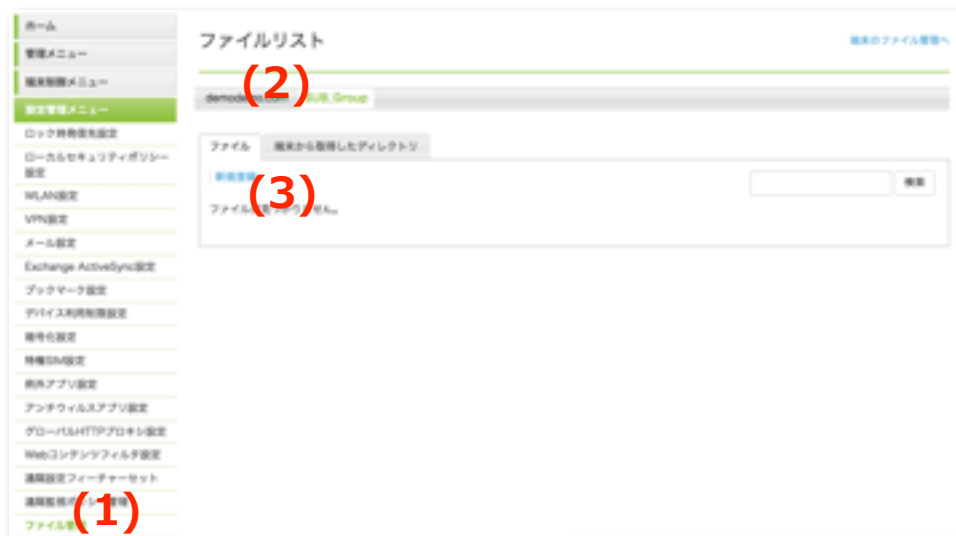 ホーム
管理メニュー
端末制御メニュー
設定管理メニュー
ロック時発信先設定
ローカルセキュリティポリシー
設定
WLAN設定
VPN設定
メール設定
Exchange ActiveSync設定
ブックマーク設定
デバイス利用制限設定
暗号化設定
特権SIM設定
例外アプリ設定
アンチウィルスアプリ設定
グローバルHTTPプロキシ設定
Webコンテンツフィルタ設定
遠隔設定フィーチャーセット
遠隔監視
(1)
ファイル管理
ファイルリスト
端末のファイル管理へ
(2)
SUB_Group
ファイル
端末から取得したディレクトリ
新規登録
(3)
検索